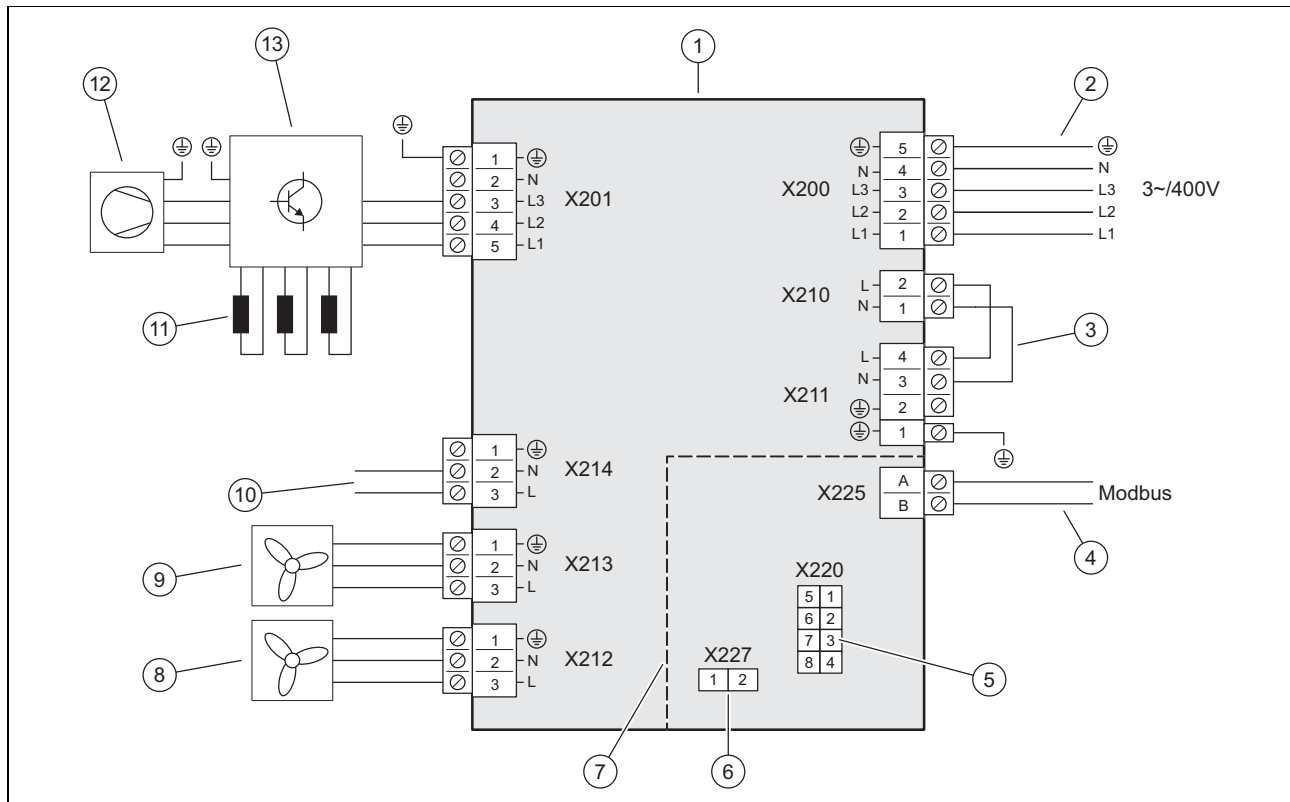 13
1
12
2
1
2 N
3 L3
4 L2
5 L1
X201
X200
5
N 4 N
L3 3 L3
L2 2 L2
L1 1 L1
3~/400V
X210
L 2
N 1
3
11
X211
L 4
N 3
2
1
X214
1
2 N
3 L
10
X225
A
B
Modbus
4
9
1
2 N
3 L
X213
X220
5 1
6 2
7 3
8 4
5
8
1
2 N
3 L
X212
X227
1 2
7
6